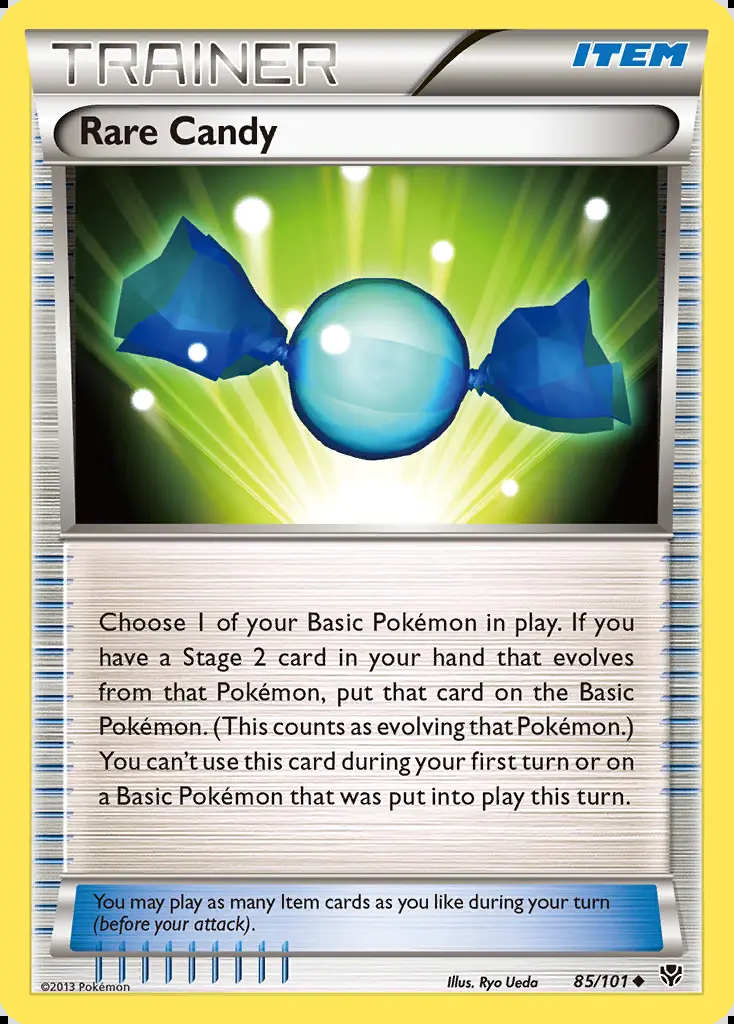 TRAINER
ITEM
Rare Candy
Choose 1 of your Basic Pokémon in play. If you
have a Stage 2 card in your hand that evolves
from that Pokémon, put that card on the Basic
Pokémon. (This counts as evolving that Pokémon.)
You can't use this card during your first turn or on
a Basic Pokémon that was put into play this turn.
You may play as many Item cards as you like during your turn
(before your attack).
©2013 Pokémon
Illus. Ryo Ueda
85/101